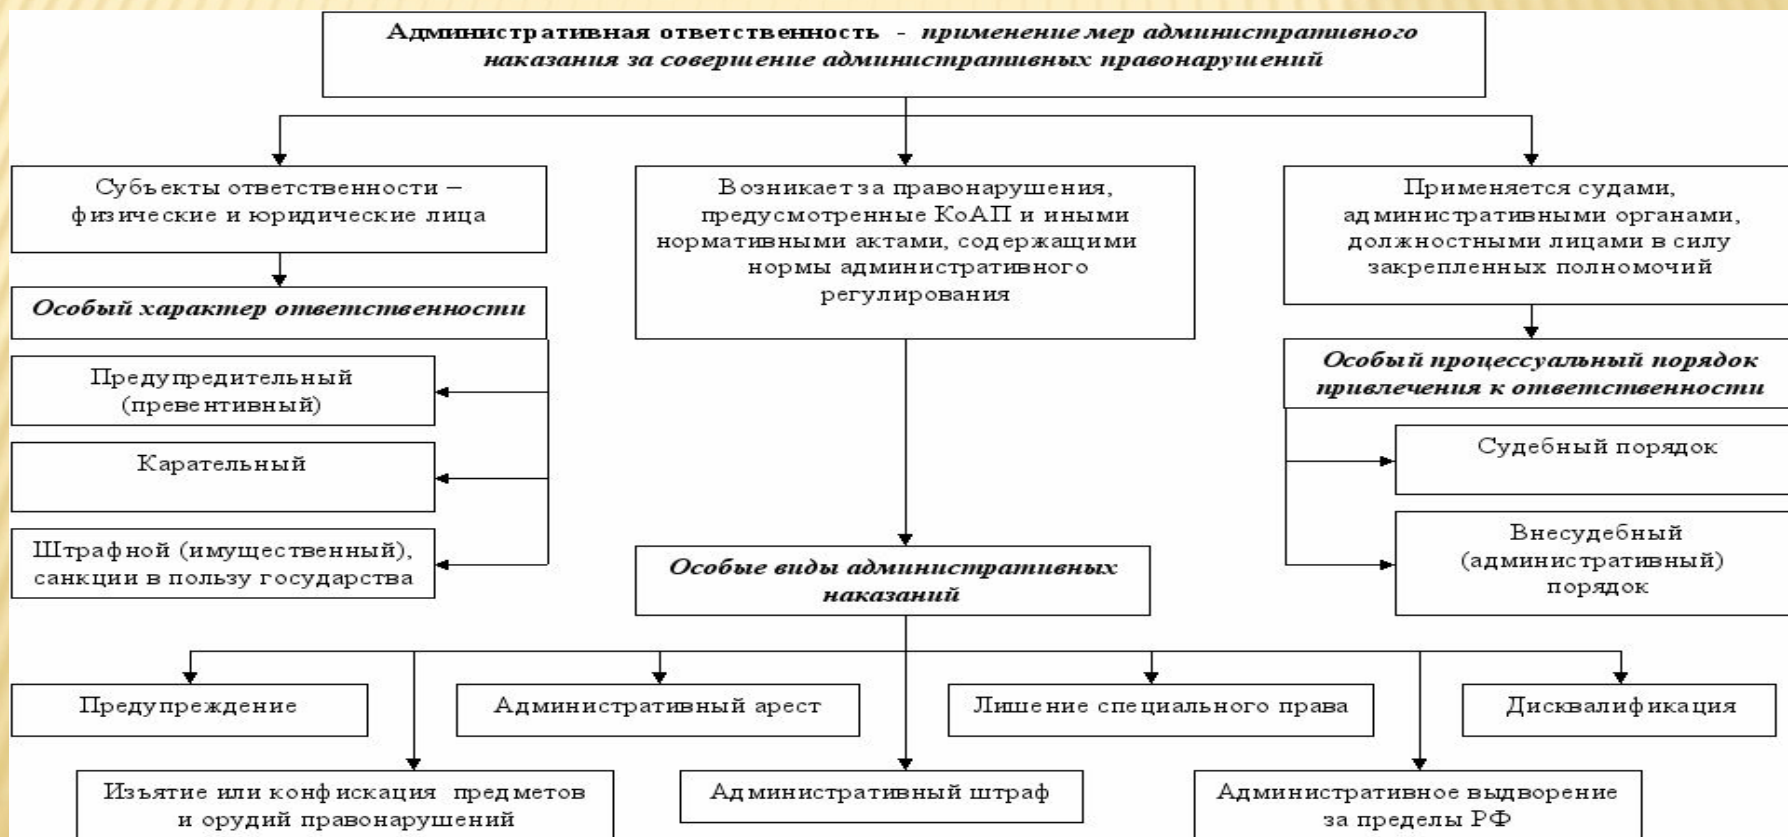 Административная ответственность - применение мер административного
наказания за совершение административных правонарушений
Субъекты ответственности –
физические и юридические лица
Особый характер ответственности
Предупредительный
(превентивный)
Карательный
Штрафной (имущественный),
санкции в пользу государства
Возникает за правонарушения,
предусмотренные КоАП и иными
нормативными актами, содержащими
нормы административного
регулирования
Применяется судами,
административными органами,
должностными лицами в силу
закрепленных полномочий
Особый процессуальный порядок
привлечения к ответственности
Судебный порядок
Внесудебный
(административный)
порядок
Особые виды административных
наказаний
Предупреждение
Административный арест
Лишение специального права
Дисквалификация
Изъятие или конфискация предметов
и орудий правонарушений
Административный штраф
Административное выдворение
за пределы РФ